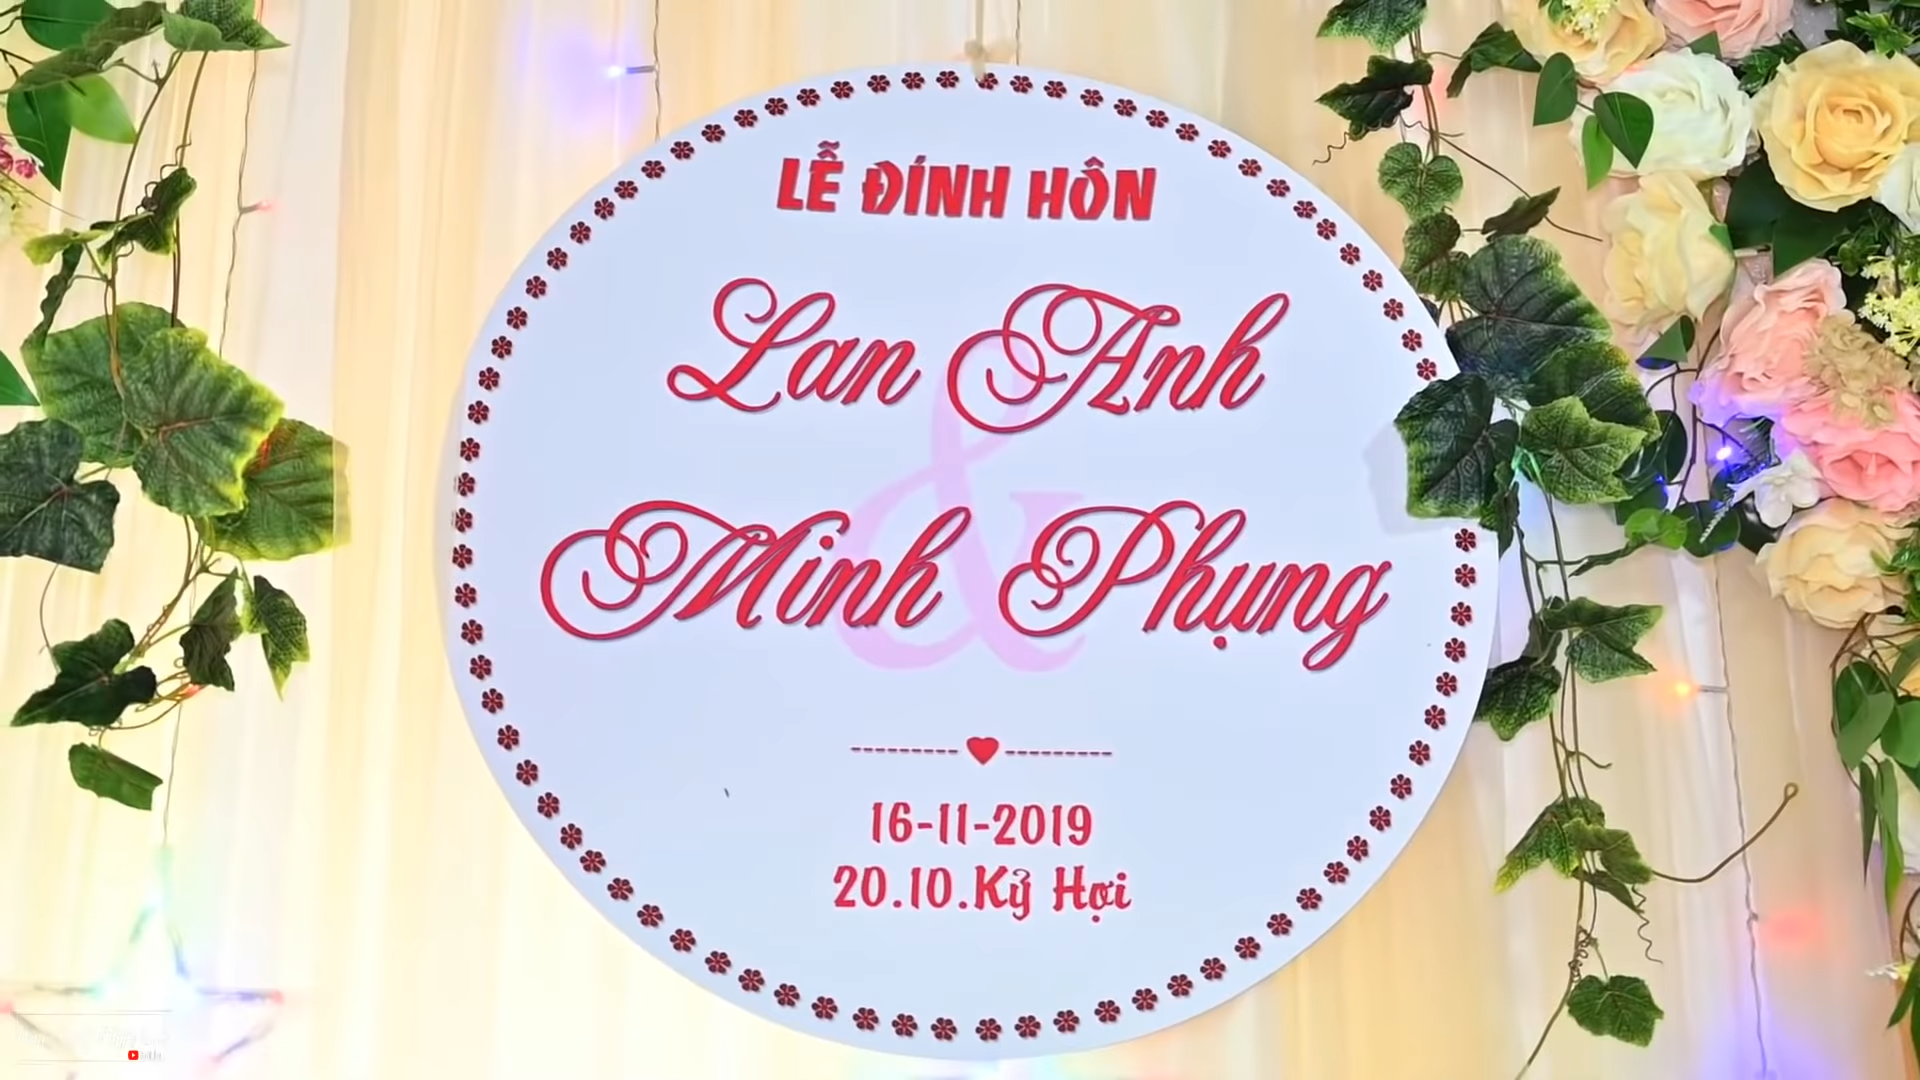 LỄ ĐÍNH HÔN
Lan Anh
&
Minh Phụng
16-11-2019
20.10.Kỷ Hợi